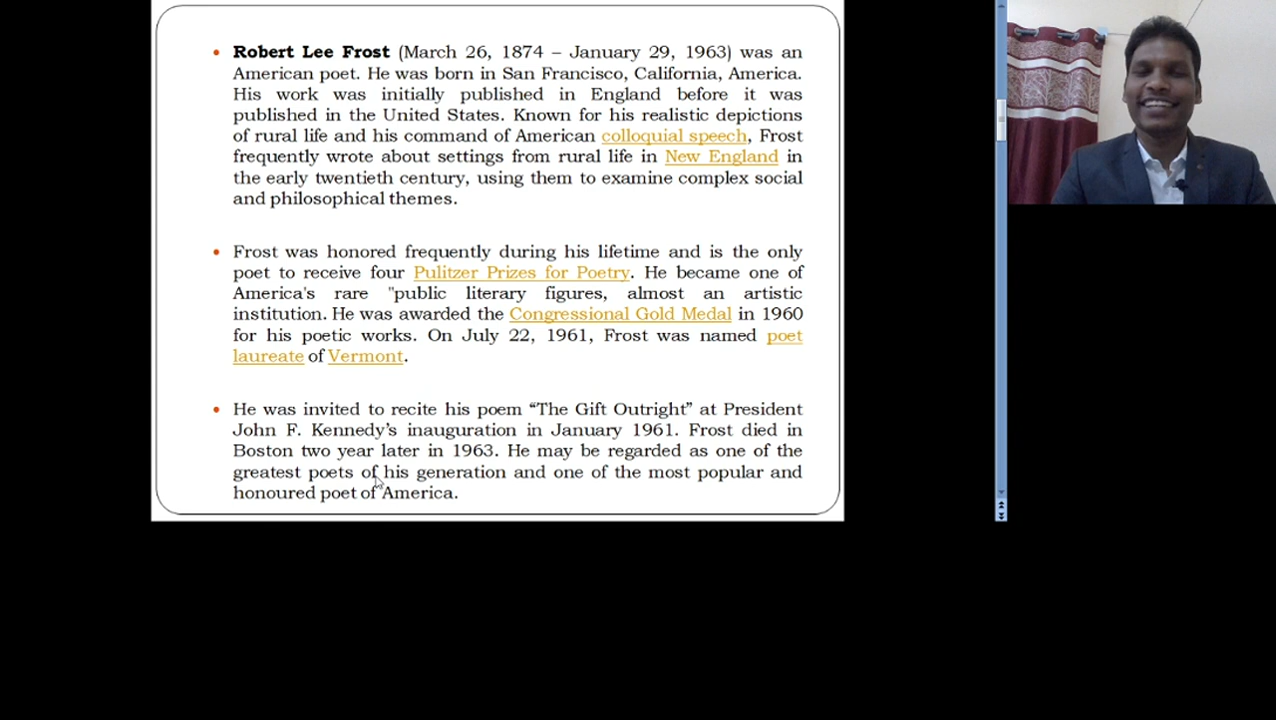 Robert Lee Frost (March 26, 1874 – January 29, 1963) was an
American poet. He was born in San Francisco, California, America.
His work was initially published in England before it was
published in the United States. Known for his realistic depictions
of rural life and his command of American colloquial speech, Frost
frequently wrote about settings from rural life in New England in
the early twentieth century, using them to examine complex social
and philosophical themes.
Frost was honored frequently during his lifetime and is the only
poet to receive four Pulitzer Prizes for Poetry. He became one of
America's rare "public literary figures, almost an artistic
institution. He was awarded the Congressional Gold Medal in 1960
for his poetic works. On July 22, 1961, Frost was named poet
laureate of Vermont.
He was invited to recite his poem “The Gift Outright” at President
John F. Kennedy’s inauguration in January 1961. Frost died in
Boston two year later in 1963. He may be regarded as one of the
greatest poets of his generation and one of the most popular and
honoured poet of America.